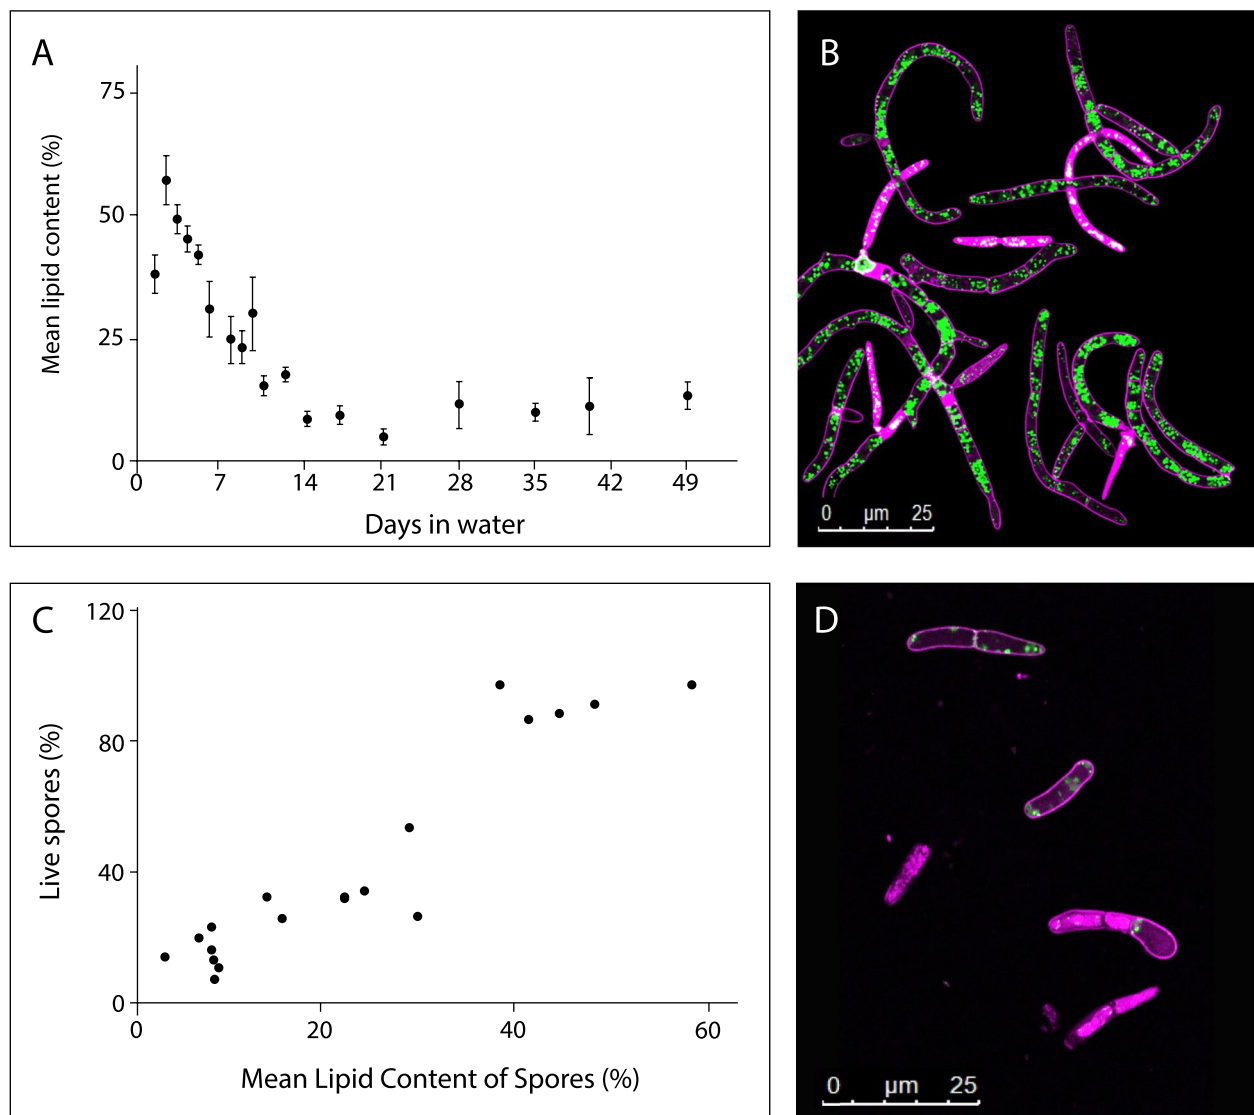 A
Mean lipid content (%)
75
50
25
0
0 7 14 21 28 35 42 49
Days in water
B
0 µm 25
C
Live spores (%)
120
80
40
0
0 20 40 60
Mean Lipid Content of Spores (%)
D
0 µm 25